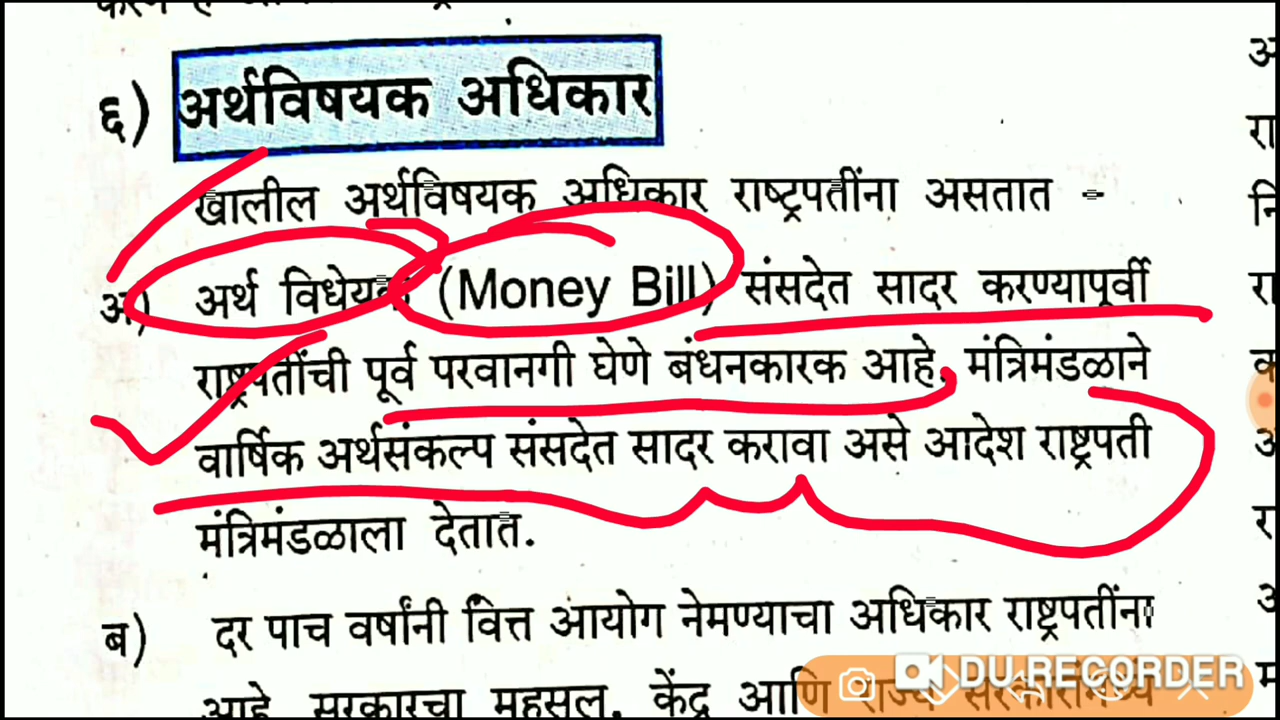 ६) अर्थविषयक अधिकार
खालील अर्थविषयक अधिकार राष्ट्रपतींना असतात -
अ) अर्थ विधेयक (Money Bill) संसदेत सादर करण्यापूर्वी
राष्ट्रपतींची पूर्व परवानगी घेणे बंधनकारक आहे. मंत्रिमंडळाने
वार्षिक अर्थसंकल्प संसदेत सादर करावा असे आदेश राष्ट्रपती
मंत्रिमंडळाला देतात.
ब) दर पाच वर्षांनी वित्त आयोग नेमण्याचा अधिकार राष्ट्रपतींना
आहे. सरकारचा महसूल, केंद्र आणि राज्य
DU RECORDER